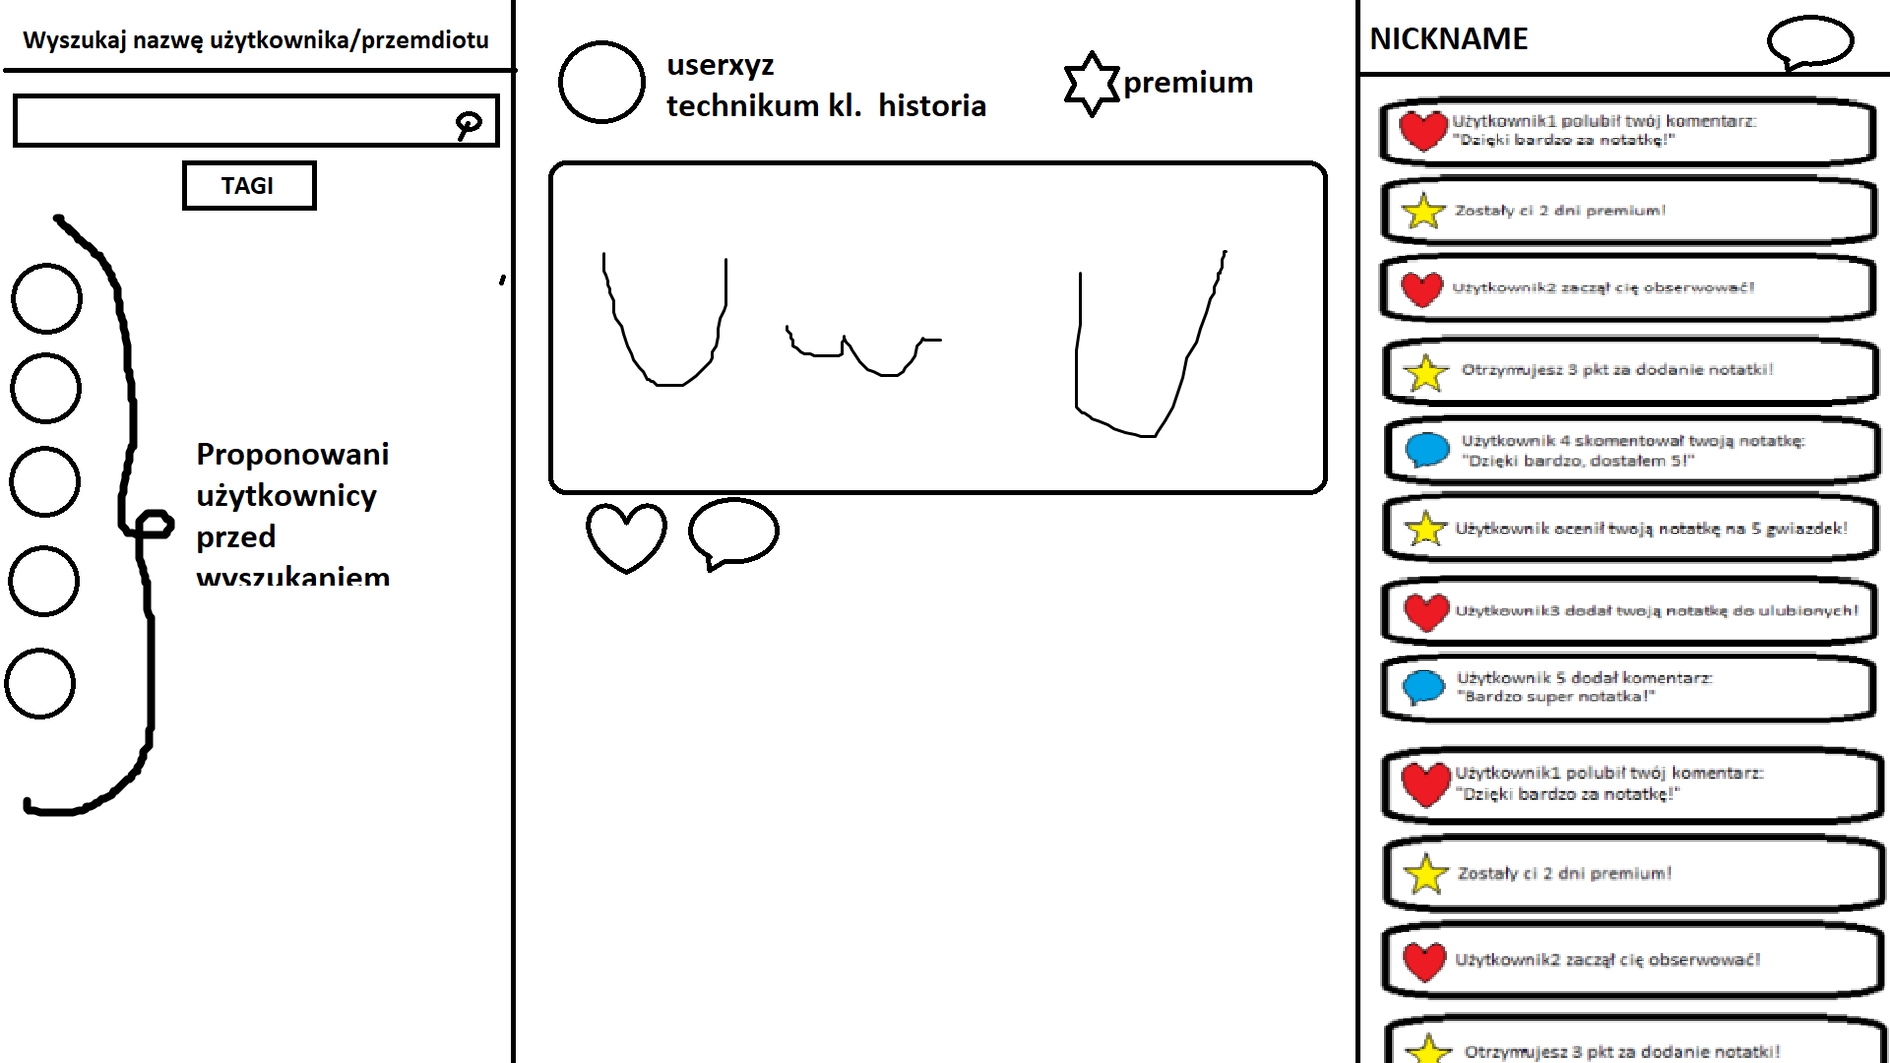 Wyszukaj nazwę użytkownika/przemdiotu
TAGI
Proponowani
użytkownicy
przed
wyszukaniem
userxyz
technikum kl. historia
premium
UwU
NICKNAME
Użytkownik1 polubił twój komentarz:
"Dzięki bardzo za notatkę!"
Zostały ci 2 dni premium!
Użytkownik2 zaczął cię obserwować!
Otrzymujesz 3 pkt za dodanie notatki!
Użytkownik 4 skomentował twoją notatkę:
"Dzięki bardzo, dostałem 5!"
Użytkownik ocenił twoją notatkę na 5 gwiazdek!
Użytkownik3 dodał twoją notatkę do ulubionych!
Użytkownik 5 dodał komentarz:
"Bardzo super notatka!"
Użytkownik1 polubił twój komentarz:
"Dzięki bardzo za notatkę!"
Zostały ci 2 dni premium!
Użytkownik2 zaczął cię obserwować!
Otrzymujesz 3 pkt za dodanie notatki!